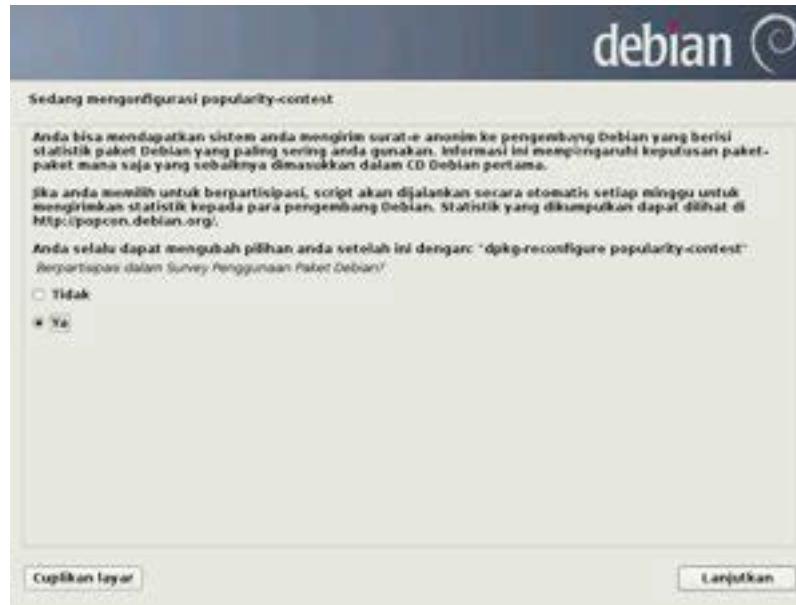 debian
Sedang mengonfigurasi popularity-contest
Anda bisa mendapatkan sistem anda mengirim surat-e anonim ke pengembang Debian yang berisi
statistik paket Debian yang paling sering anda gunakan. Informasi ini mempengaruhi keputusan paket-
paket mana saja yang sebaiknya dimasukkan dalam CD Debian pertama.
Jika anda memilih untuk berpartisipasi, script akan dijalankan secara otomatis setiap minggu untuk
mengirimkan statistik kepada para pengembang Debian. Statistik yang dikumpulkan dapat dilihat di
http://popcon.debian.org/.
Anda selalu dapat mengubah pilihan anda setelah ini dengan: "dpkg-reconfigure popularity-contest"
Berpartisipasi dalam Survey Penggunaan Paket Debian?
Tidak
Ya
Cuplikan layar
Lanjutkan